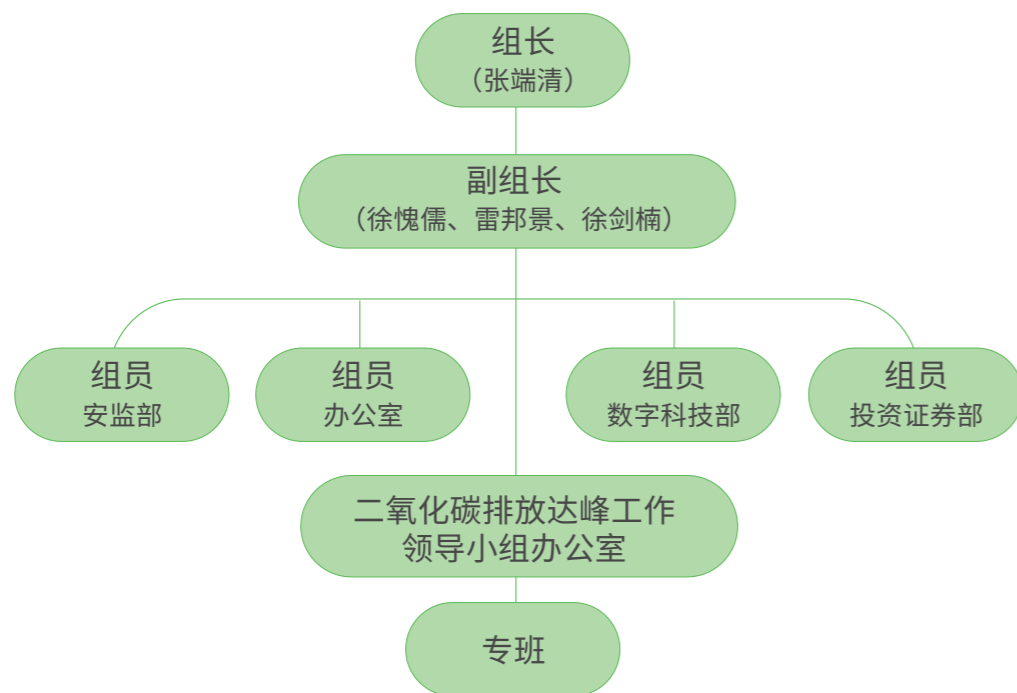 组长
（张端清）
副组长
（徐愧儒、雷邦景、徐剑楠）
组员
安监部
组员
办公室
组员
数字科技部
组员
投资证券部
二氧化碳排放达峰工作
领导小组办公室
专班